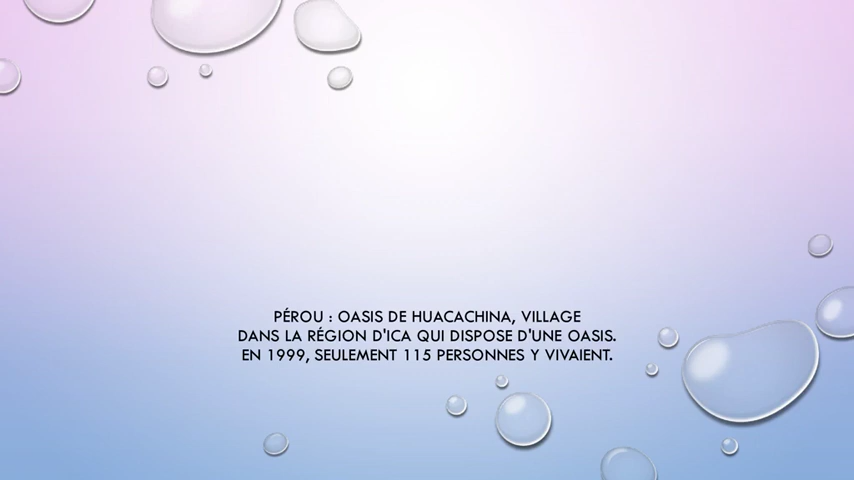 PÉROU : OASIS DE HUACACHINA, VILLAGE
DANS LA RÉGION D'ICA QUI DISPOSE D'UNE OASIS.
EN 1999, SEULEMENT 115 PERSONNES Y VIVAIENT.